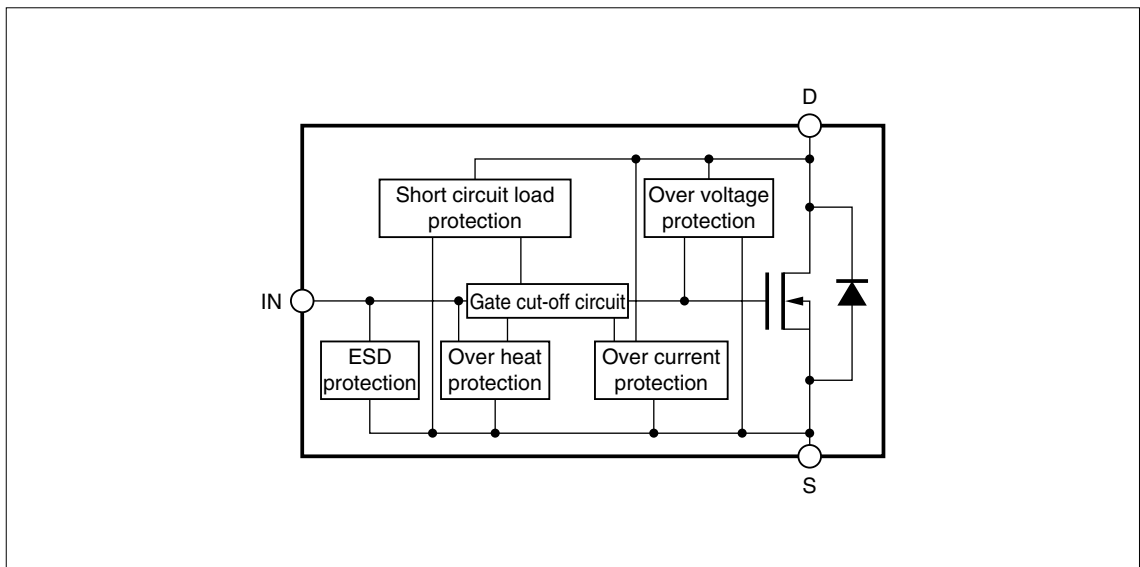 D
Short circuit load
protection
Over voltage
protection
IN
Gate cut-off circuit
ESD
protection
Over heat
protection
Over current
protection
S